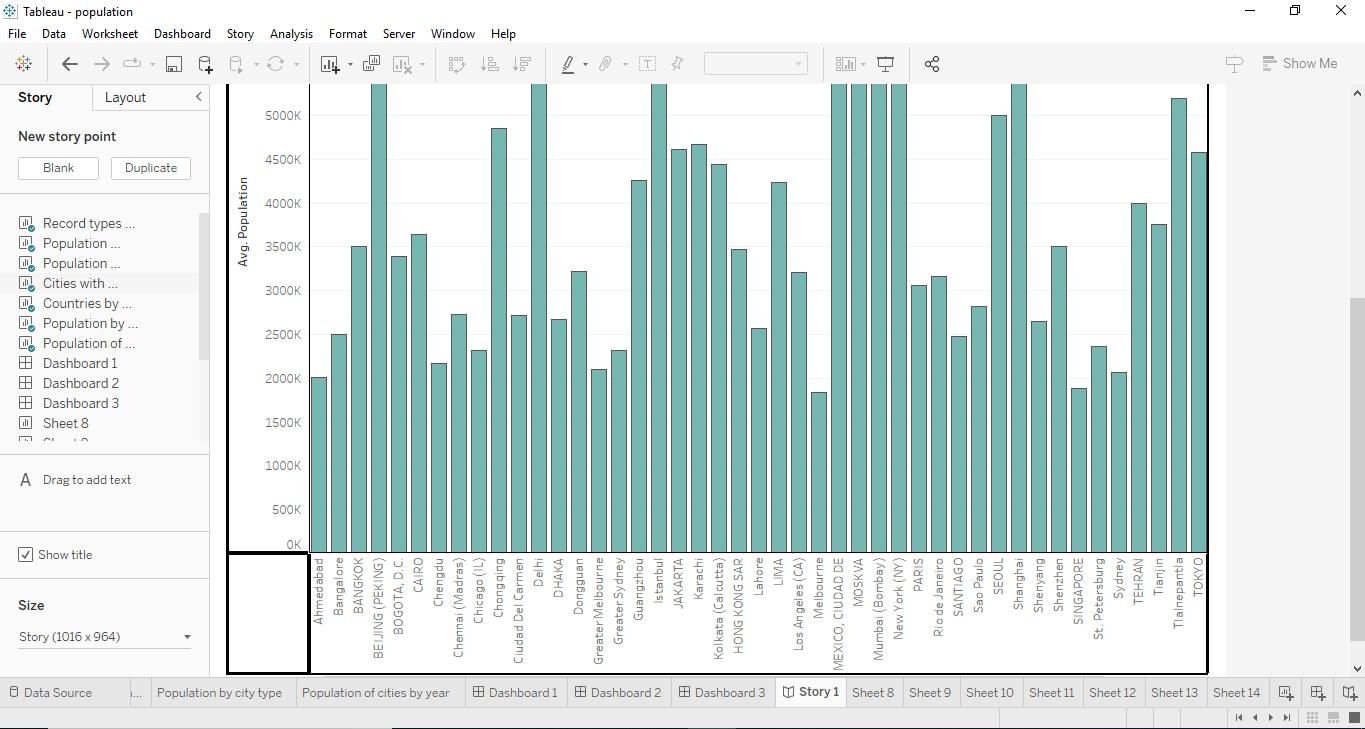 Tableau - population
File Data Worksheet Dashboard Story Analysis Format Server Window Help
Show Me
Story Layout
New story point
Blank Duplicate
Record types ...
Population ...
Population ...
Cities with ...
Countries by ...
Population by ...
Population of ...
Dashboard 1
Dashboard 2
Dashboard 3
Sheet 8
A Drag to add text
Show title
Size
Story (1016 x 964)
Avg. Population
5000K
4500K
4000K
3500K
3000K
2500K
2000K
1500K
1000K
500K
0K
Ahmedabad
Bangalore
BANGKOK
BEIJING (PEKING)
BOGOTA, D.C.
CAIRO
Chengdu
Chennai (Madras)
Chicago (IL)
Chongqing
Ciudad Del Carmen
Delhi
DHAKA
Dongguan
Greater Melbourne
Greater Sydney
Guangzhou
Istanbul
JAKARTA
Karachi
Kolkata (Calcutta)
HONG KONG SAR
Lahore
LIMA
Los Angeles (CA)
Melbourne
MEXICO, CIUDAD DE
MOSKVA
Mumbai (Bombay)
New York (NY)
PARIS
Rio de Janeiro
SANTIAGO
Sao Paulo
SEOUL
Shanghai
Shenyang
Shenzhen
SINGAPORE
St. Petersburg
Sydney
TEHRAN
Tianjin
Tlalnepantla
TOKYO
Data Source ı... Population by city type Population of cities by year Dashboard 1 Dashboard 2 Dashboard 3 Story 1 Sheet 8 Sheet 9 Sheet 10 Sheet 11 Sheet 12 Sheet 13 Sheet 14